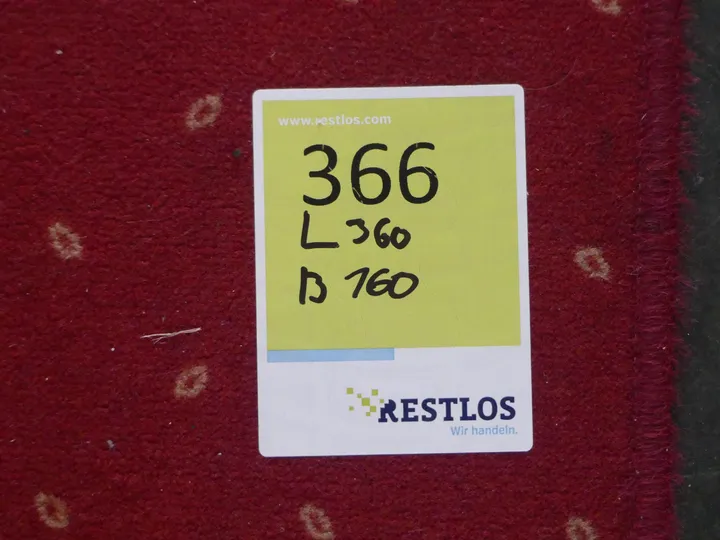 www.restlos.com
366
L 360
B 160
RESTLOS
Wir handeln.